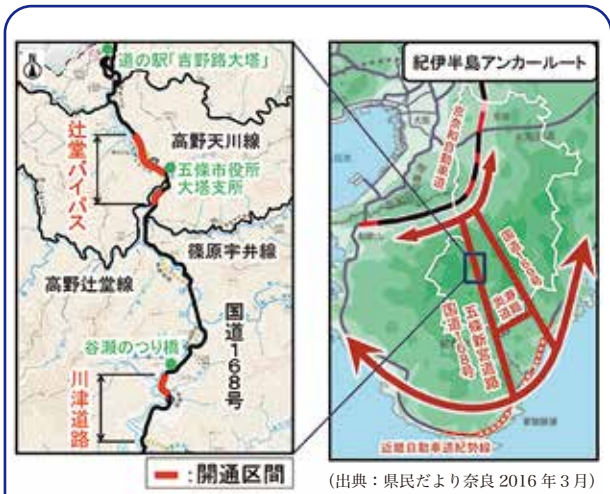 N
道の駅「吉野路大塔」
辻堂バイパス
高野天川線
五條市役所
大塔支所
篠原宇井線
高野辻堂線
国道168号
谷瀬のつり橋
川津道路
:開通区間
紀伊半島アンカールート
京奈和自動車道
国道169号
奥瀞道路
五條新宮道路
国道168号
近畿自動車道紀勢線
(出典：県民だより奈良 2016年3月)